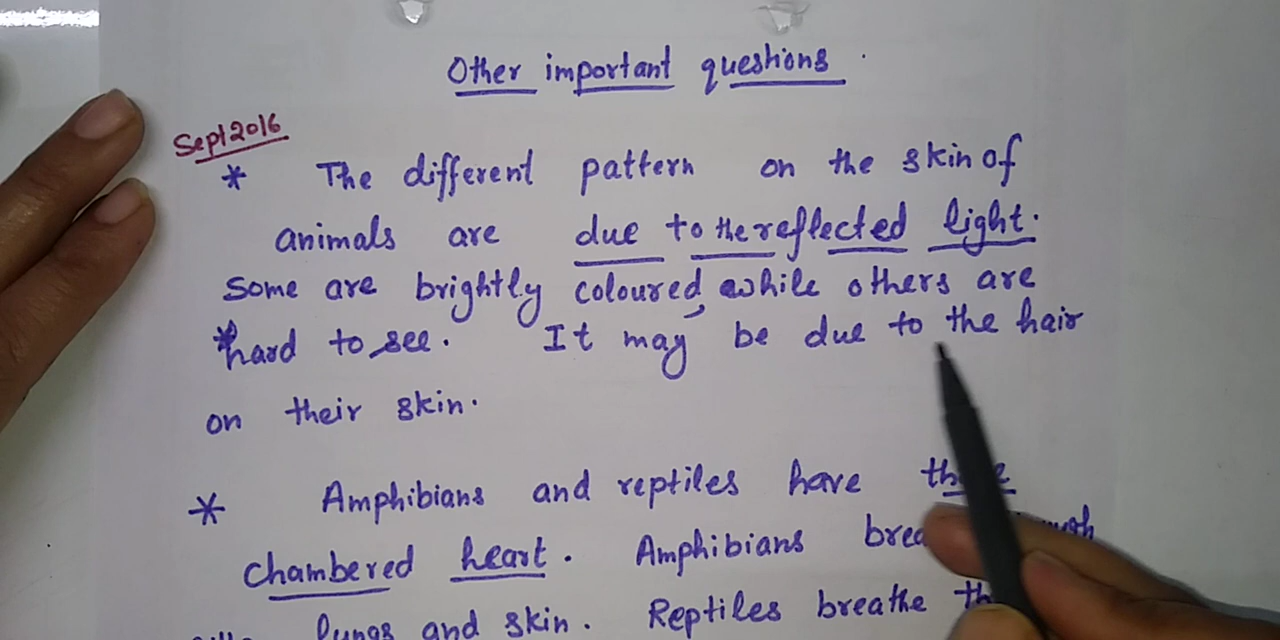 Other important questions.
Sept 2016
* The different pattern on the skin of
animals are due to the reflected light.
Some are brightly coloured, while others are
hard to see. It may be due to the hair
on their skin.
* Amphibians and reptiles have
chambered heart. Amphibians
lungs and skin. Reptiles breathe